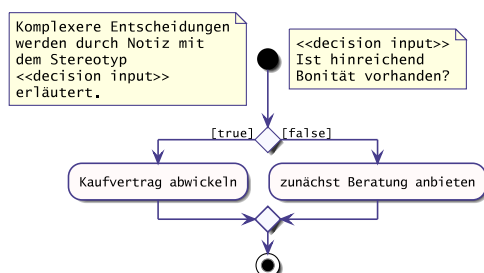 Komplexere Entscheidungen
werden durch Notiz mit
dem Stereotyp
<<decision input>>
erläutert.
<<decision input>>
Ist hinreichend
Bonität vorhanden?
[true]
[false]
Kaufvertrag abwickeln
zunächst Beratung anbieten